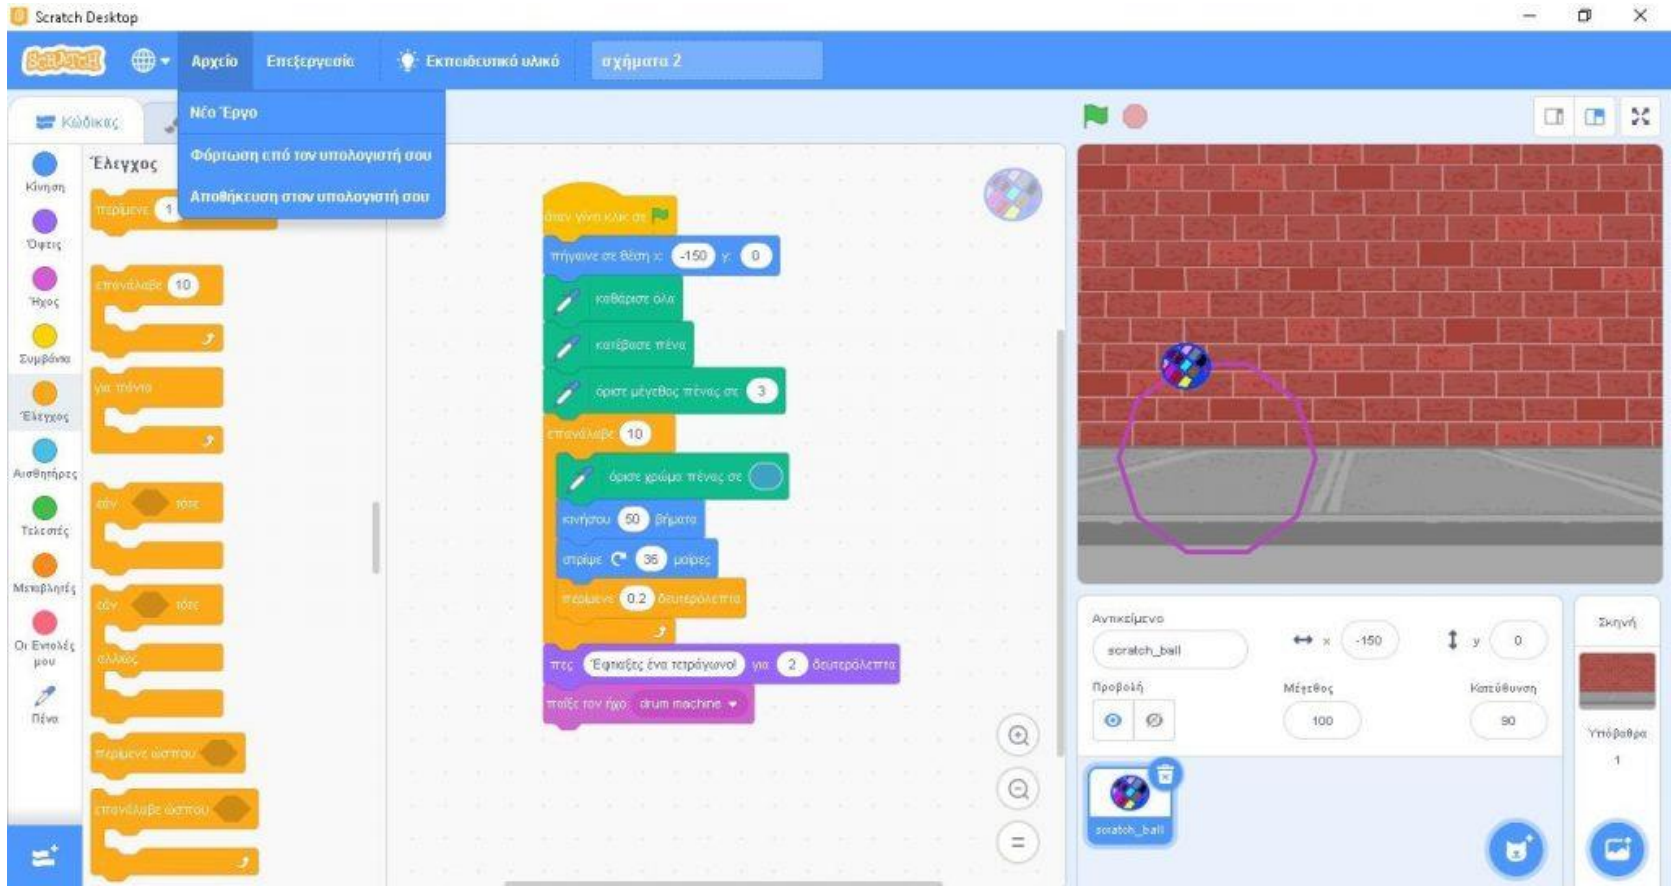 Scratch Desktop
SCRATCH
Αρχείο
Επεξεργασία
Εκπαιδευτικό υλικό
σχήματα 2
Νέο Έργο
Φόρτωση από τον υπολογιστή σου
Αποθήκευση στον υπολογιστή σου
Κώδικας
Κίνηση
Όψεις
Ήχος
Συμβάντα
Έλεγχος
Αισθητήρες
Τελεστές
Μεταβλητές
Οι Εντολές
μου
Πένα
Έλεγχος
περίμενε 1
επανάλαβε 10
για πάντα
εάν τότε
εάν τότε
αλλιώς
περίμενε ώσπου
επανάλαβε ώσπου
όταν γίνει κλικ σε
πήγαινε σε θέση x: -150 y: 0
καθάρισε όλα
κατέβασε πένα
όρισε μέγεθος πένας σε 3
επανάλαβε 10
όρισε χρώμα πένας σε
κινήσου 50 βήματα
στρίψε 36 μοίρες
περίμενε 0.2 δευτερόλεπτα
πες Έφτιαξες ένα τετράγωνο! για 2 δευτερόλεπτα
παίξε τον ήχο drum machine
Αντικείμενο
scratch_ball
x -150
y 0
Προβολή
Μέγεθος
100
Κατεύθυνση
90
scratch_ball
Σκηνή
Υπόβαθρα
1